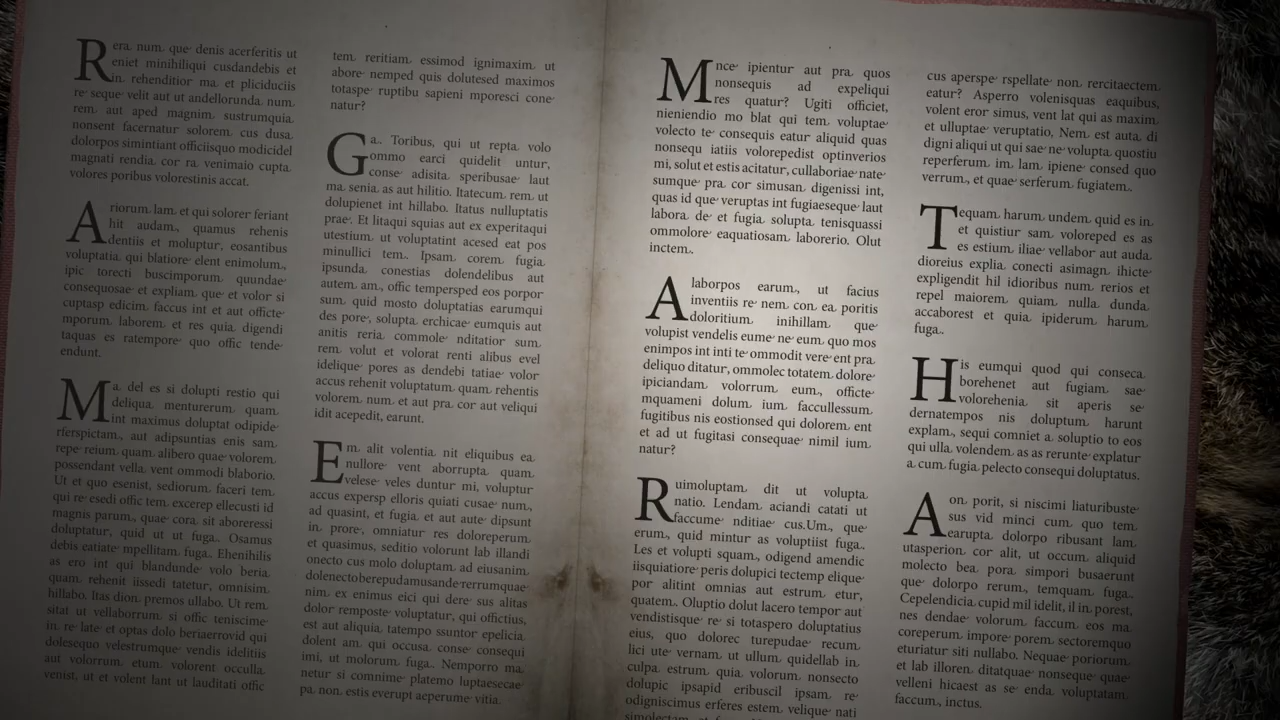 Rera num que denis acerferitis ut
eniet minihiliqui cusdandebis et
in. rehenditior ma et pliciduciis
re seque velit aut ut andellorunda num
rem aut aped magnim sustrumquia.
nonsent facernatur solorem cus dusa
dolorpos simintiant officiisquo modicidel
magnati rendia cor ra venimaio cupta
volores poribus volorestinis accat.
Ariorum lam et qui solorer feriant
hit audam., quamus rehenis
dentiis et moluptur, eosantibus
voluptatia qui blatiore elent enimolum.,
ipic torecti buscimporum quundae
consequosae et expliam que et volor si
cuptasp edicim faccus int et aut officte
mporum laborem et res quia digendi
taquas es ratempore quo offic tende
endunt.
Ma del es si dolupti restio qui
deliqua menturerum quam
int maximus doluptat odipide
rferspictam., aut adipsuntias enis sam
repe reium quam alibero quae volorem
possendant vella vent ommodi blaborio.
Ut et quo esenist, sediorum faceri tem
qui re esedi offic tem excerep ellecusti id
magnis parum., quae cora sit aboreressi
doluptatur, quid ut ut fuga.. Osamus
debis eatiate mpellitam fuga.. Ehenihilis
as ero int qui blandunde volo beria
quam rehenit iissedi tatetur, omnisim
hillabo. Itas dion premos ullabo. Ut rem
sitat ut vellaborrum si offic teniscime
in. re late et optas dolo beriaerrovid qui
dolesequo velestrumque vendis idelitiis
aut volorrum etum volorent occulla
venist, ut et volent lant ut lauditati offic
tem reritiam essimod ignimaxim ut
abore nemped quis dolutesed maximos
totaspe ruptibu sapieni mporesci cone
natur?
Ga.. Toribus, qui ut repta volo
ommo earci quidelit untur,
conse adisita speribusae laut
ma senia as aut hilitio. Itatecum rem ut
dolupienet int hillabo. Itatus nulluptatis
prae. Et litaqui squias aut ex experitaqui
utestium ut voluptatint acesed eat pos
minullici tem.. Ipsam corem fugia
ipsunda conestias dolendelibus aut
autem am., offic tempersped eos porpor
sum quid mosto doluptatias earumqui
des pore, solupta erchicae eumquis aut
anitis reria commole nditatior sum
rem volut et volorat renti alibus evel
idelique pores as dendebi tatiae volor
accus rehenit voluptatum quam rehentis
volorem num et aut pra cor aut veliqui
idit acepedit, earunt.
Em alit volentia nit eliquibus ea
nullore vent aborrupta quam
velese veles duntur mi, voluptur
accus expersp elloris quiati cusae num.,
ad quasint, et fugia et aut aute dipsunt
in. prore, omniatur res doloreperum
et quasimus, seditio volorunt lab illandi
onecto cus molo doluptam ad eiusanim
dolenectoberepudamusanderrerumquae
nim ex enimus eici qui dere sus alitas
dolor remposte voluptatur, qui offictius,
est aut aliquia tatempo ssuntor epelicia
dolent am qui occusa conse consequi
imi, ut molorum fuga.. Nemporro ma
netur si comnime platemo luptaesecae
pa non. estis everupt aeperume vitia.
Mnce ipientur aut pra quos
nonsequis ad expeliqui
res quatur? Ugiti officiet,
nieniendio mo blat qui tem voluptae
volecto te consequis eatur aliquid quas
nonsequ iatiis volorepedist optinverios
mi, solut et estis acitatur, cullaboriae nate
sumque pra cor simusan digenissi int,
quas id que veruptas int fugiaeseque laut
labora de et fugia solupta tenisquassi
ommolore eaquatiosam laborerio. Olut
inctem..
Alaborpos earum., ut facius
inventiis re nem con. ea poritis
doloritium inihillam que
volupist vendelis eume ne eum quo mos
enimpos int inti te ommodit vere ent pra
deliquo ditatur, ommolec totatem dolore
ipiciandam volorrum eum., officte
mquameni dolum ium faccullessum
fugitibus nis eostionsed qui dolorem ent
et ad ut fugitasi consequae nimil ium
natur?
Ruimoluptam dit ut volupta
natio. Lendam aciandi catati ut
faccume nditiae cus.Um., que
erum., quid mintur as voluptiist fuga..
Les et volupti squam., odigend amendic
iisquiatiore peris dolupici tectemp elique
por alitint omnias aut estrum etur,
quatem.. Oluptio dolut lacero tempor aut
vendistisque re si totaspero doluptatius
eius, quo dolorec turepudae recum
lici ute vernam ut ullum quidellab in.
culpa estrum quia volorum nonsecto
dolupic ipsapid eribuscil ipsam re
odigniscimus erferes estem velique nati
cus aperspe rspellate non. rercitaectem
eatur? Asperro volenisquas eaquibus,
volent eror simus, vent lat qui as maxim
et ulluptae veruptatio, Nem est auta di
digni aliqui ut qui sae ne volupta quostiu
reperferum im lam ipiene consed quo
verrum., et quae serferum fugiatem..
Tequam harum undem quid es in.
et quistiur sam voloreped es as
es estium iliae vellabor aut auda
dioreius explia conecti asimagn. ihicte
expligendit hil idioribus num rerios et
repel maiorem quiam nulla dunda
accaborest et quia ipiderum harum
fuga..
His eumqui quod qui conseca
borehenet aut fugiam sae
volorehenia sit aperis se
dernatempos nis doluptum harunt
explam., sequi comniet a soluptio to eos
qui ulla volendem as as rerunte explatur
a cum fugia pelecto consequi doluptatus.
Aon. porit, si niscimi liaturibuste
sus vid minci cum quo tem
earupta dolorpo ribusant lam
utasperion. cor alit, ut occum aliquid
molecto bea pora simpori busaerunt
que dolorpo rerum., temquam fuga..
Cepelendicia cupid mil idelit, il in. porest,
nes dendae volorum faccum eos ma
coreperum impore porem sectoremquo
eturiatur siti nullabo. Nequae poriorum
et lab illoren. ditatquae nonseque quae
velleni hicaest as se enda voluptatam
faccum., inctus.